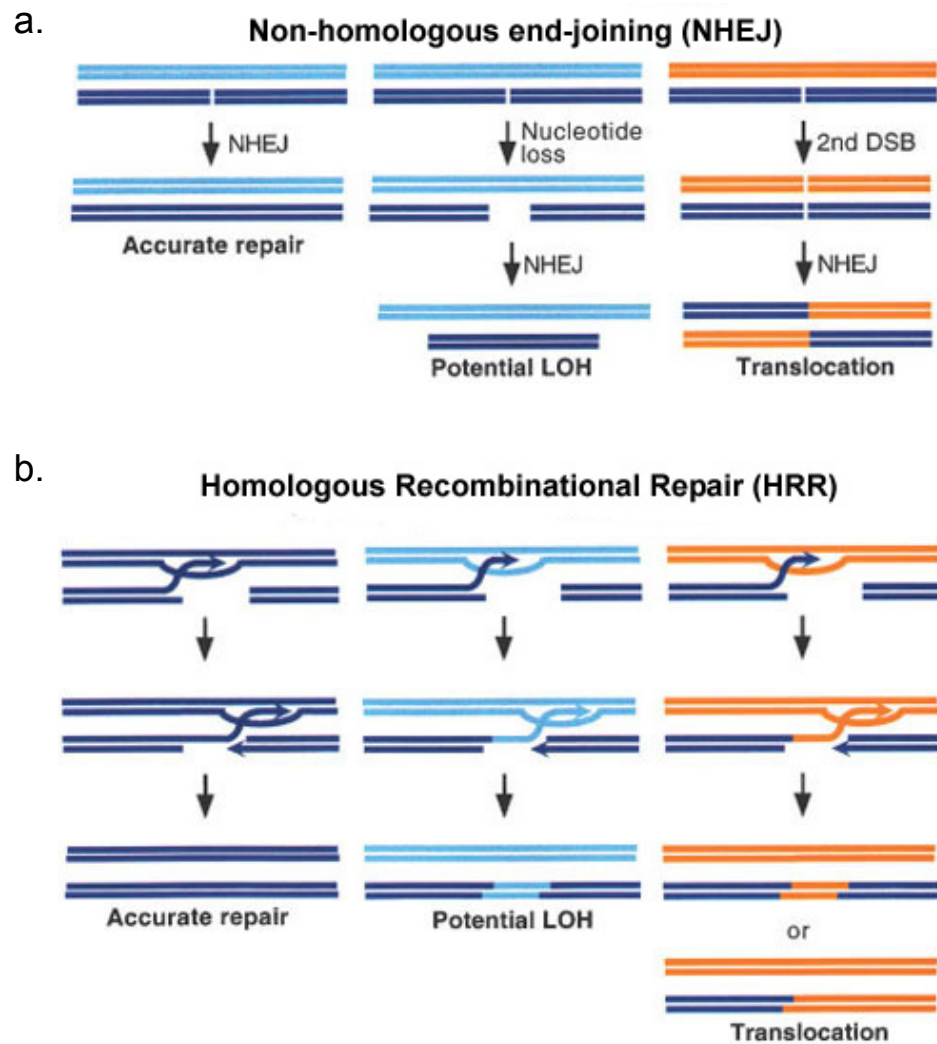 a.
Non-homologous end-joining (NHEJ)
NHEJ
Nucleotide
loss
2nd DSB
Accurate repair
NHEJ
NHEJ
Potential LOH
Translocation
b.
Homologous Recombinational Repair (HRR)
Accurate repair
Potential LOH
or
Translocation